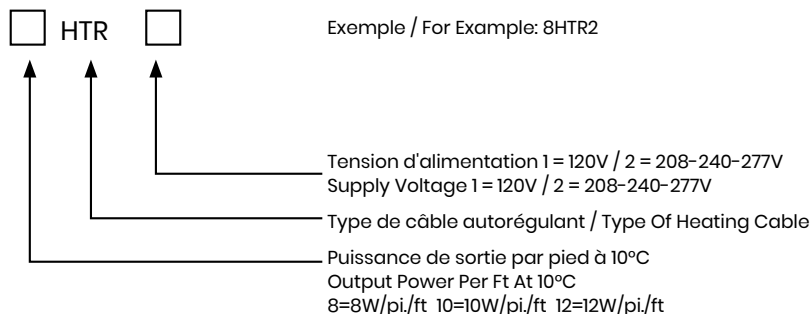 HTR
Exemple / For Example: 8HTR2
Tension d'alimentation 1 = 120V / 2 = 208-240-277V
Supply Voltage 1 = 120V / 2 = 208-240-277V
Type de câble autorégulant / Type Of Heating Cable
Puissance de sortie par pied à 10°C
Output Power Per Ft At 10°C
8=8W/pi./ft 10=10W/pi./ft 12=12W/pi./ft